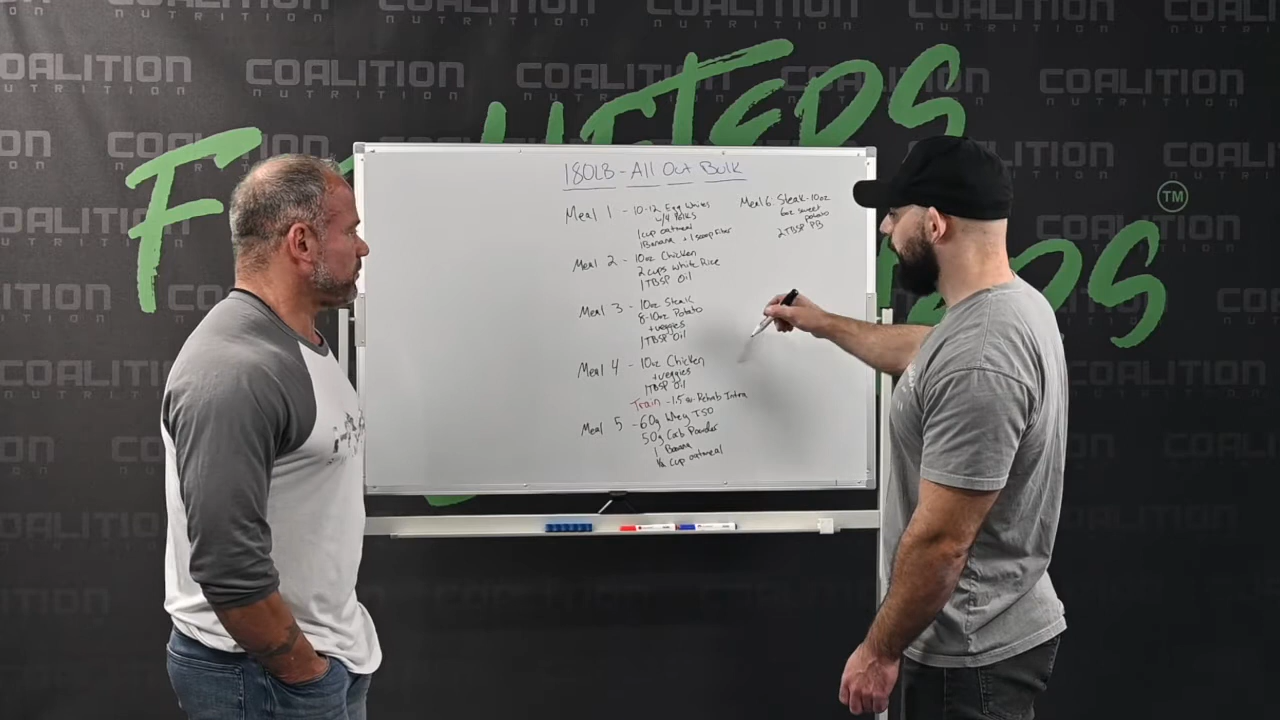 COALITION NUTRITION
180LB - All Out Bulk
Meal 1 - 10-12 Egg Whites
w/4 Yolks
1 cup oatmeal
1 Banana + 1 scoop Fiber
Meal 2 - 10oz Chicken
2 cups White Rice
1 TBSP Oil
Meal 3 - 10oz Steak
8-10oz Potato
+ veggies
1 TBSP Oil
Meal 4 - 10oz Chicken
+ veggies
1 TBSP Oil
Train - 1.5 Rehab Intra
Meal 5 - 60g Whey ISO
50g Carb Powder
1 Banana
cup oatmeal
Meal 6: Steak - 10oz
6oz sweet
potato
2 TBSP PB
TM